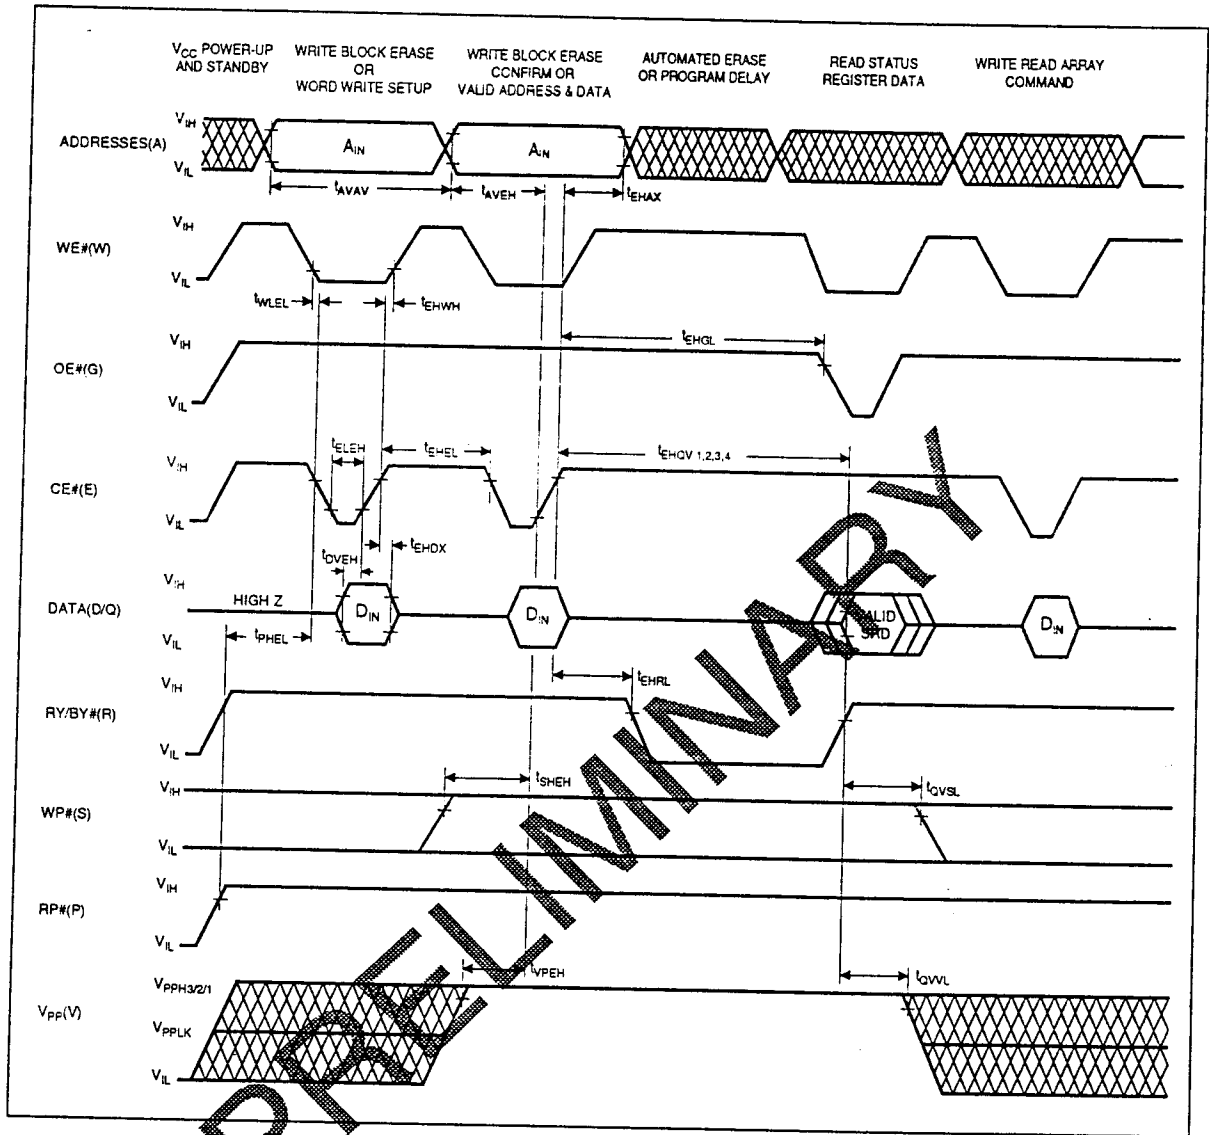 V_CC POWER-UP
AND STANDBY
WRITE BLOCK ERASE
OR
WORD WRITE SETUP
WRITE BLOCK ERASE
CONFIRM OR
VALID ADDRESS & DATA
AUTOMATED ERASE
OR PROGRAM DELAY
READ STATUS
REGISTER DATA
WRITE READ ARRAY
COMMAND
ADDRESSES(A)
V_IH
V_IL
A_IN
A_IN
t_AVAV
t_AVEH
t_EHAX
WE#(W)
V_IH
V_IL
t_WLEL
t_EHWH
OE#(G)
V_IH
V_IL
t_EHGL
CE#(E)
V_IH
V_IL
t_ELEH
t_EHEL
t_EHQV 1,2,3,4
DATA(D/Q)
V_IH
V_IL
HIGH Z
t_DVEH
t_EHDX
D_IN
D_IN
VALID
SRD
D_IN
t_PHEL
t_EHRL
RY/BY#(R)
V_IH
V_IL
WP#(S)
V_IH
V_IL
t_SHEH
t_QVSL
RP#(P)
V_IH
V_IL
V_PP(V)
V_PPH3/2/1
V_PPLK
V_IL
t_VPEH
t_QVVL
PRELIMINARY